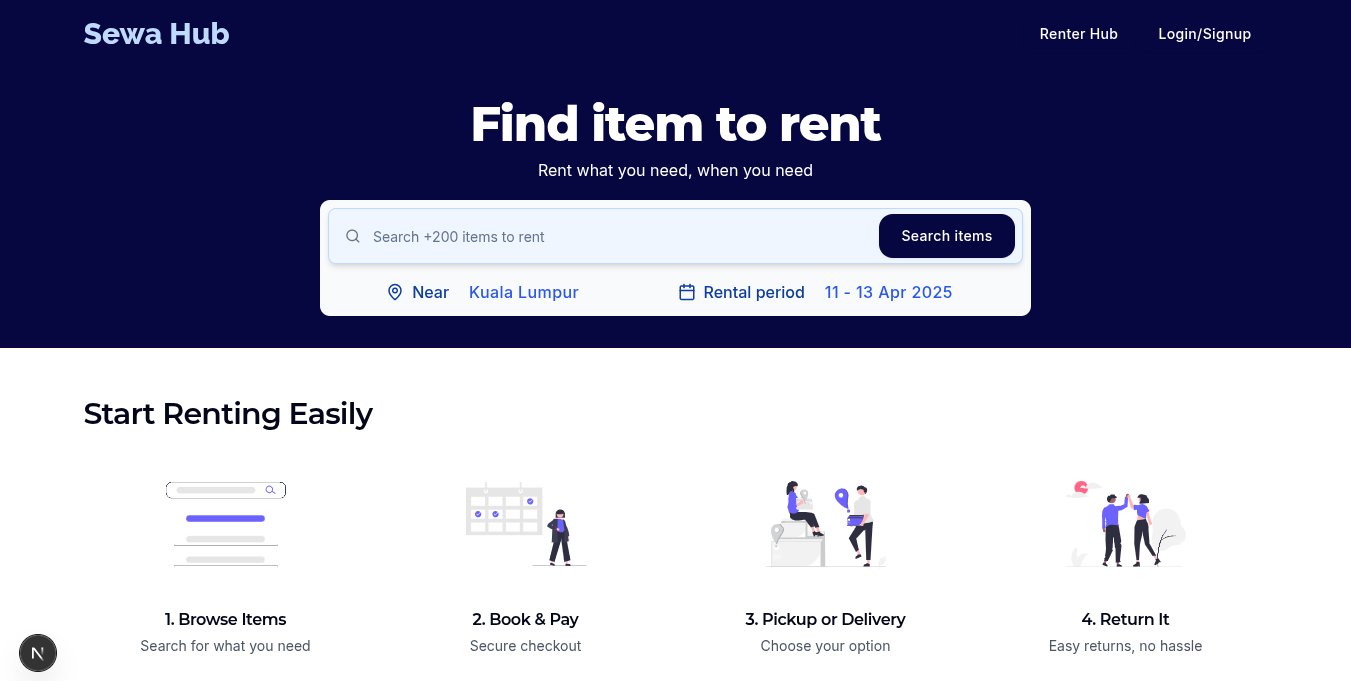 Sewa Hub
Renter Hub Login/Signup
Find item to rent
Rent what you need, when you need
Search +200 items to rent Search items
Near Kuala Lumpur Rental period 11 - 13 Apr 2025
Start Renting Easily
1. Browse Items
Search for what you need
2. Book & Pay
Secure checkout
3. Pickup or Delivery
Choose your option
4. Return It
Easy returns, no hassle
N